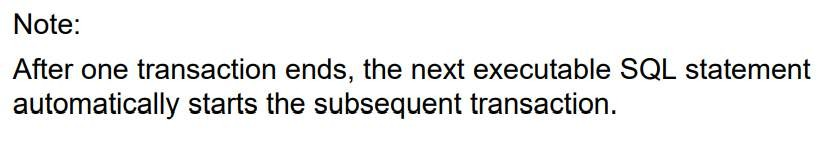 Note:
After one transaction ends, the next executable SQL statement
automatically starts the subsequent transaction.